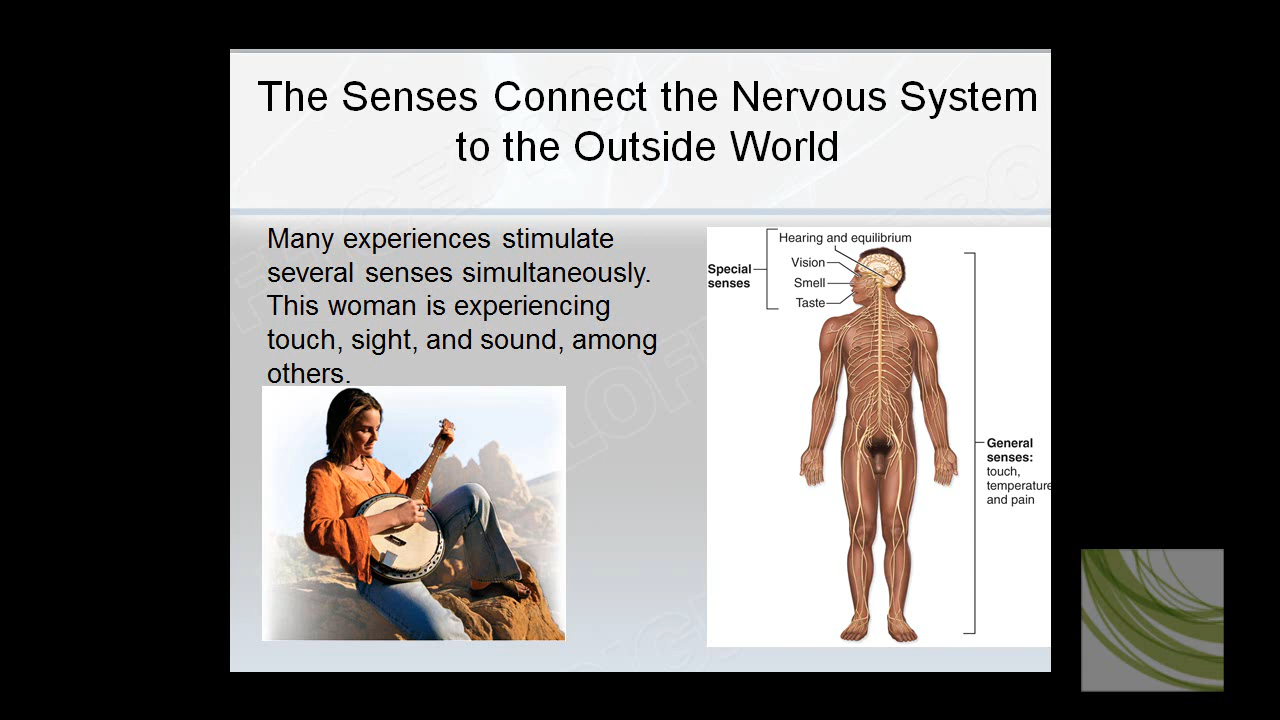 The Senses Connect the Nervous System
to the Outside World
Many experiences stimulate
several senses simultaneously.
This woman is experiencing
touch, sight, and sound, among
others.
Hearing and equilibrium
Vision
Special
senses
Smell
Taste
General
senses:
touch,
temperature
and pain